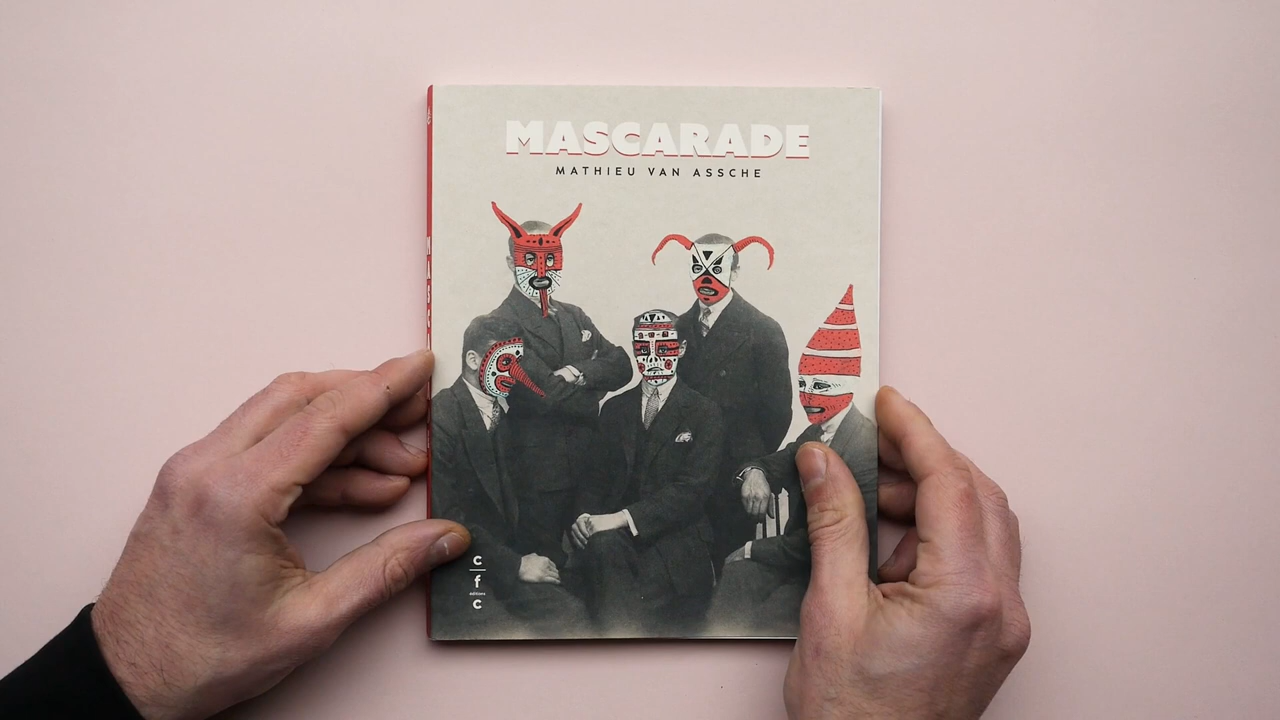 MASCARADE
MATHIEU VAN ASSCHE
c
f
éditions
c